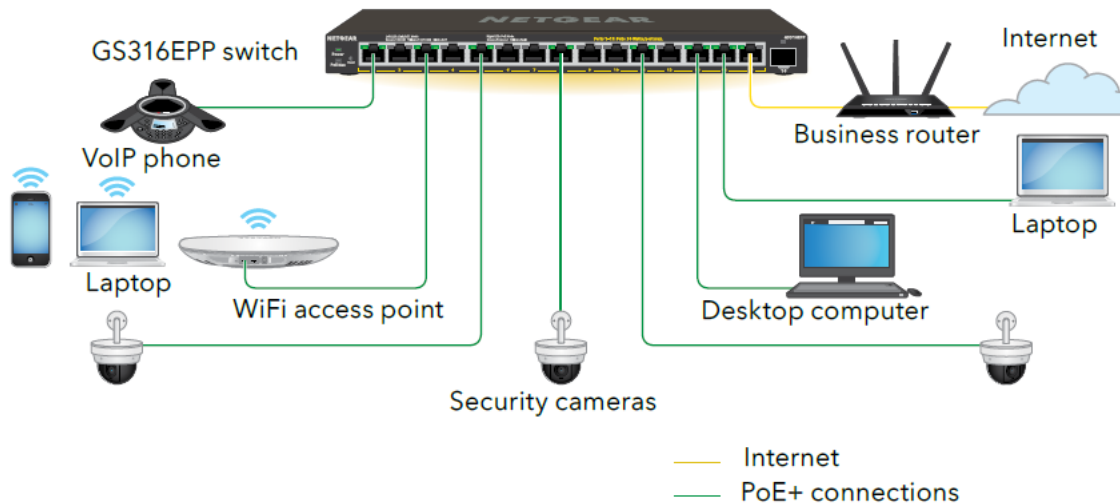 NETGEAR
NETGEAR
GS316EPP switch
Internet
VoIP phone
Business router
Laptop
Laptop
WiFi access point
Desktop computer
Security cameras
Internet
PoE+ connections